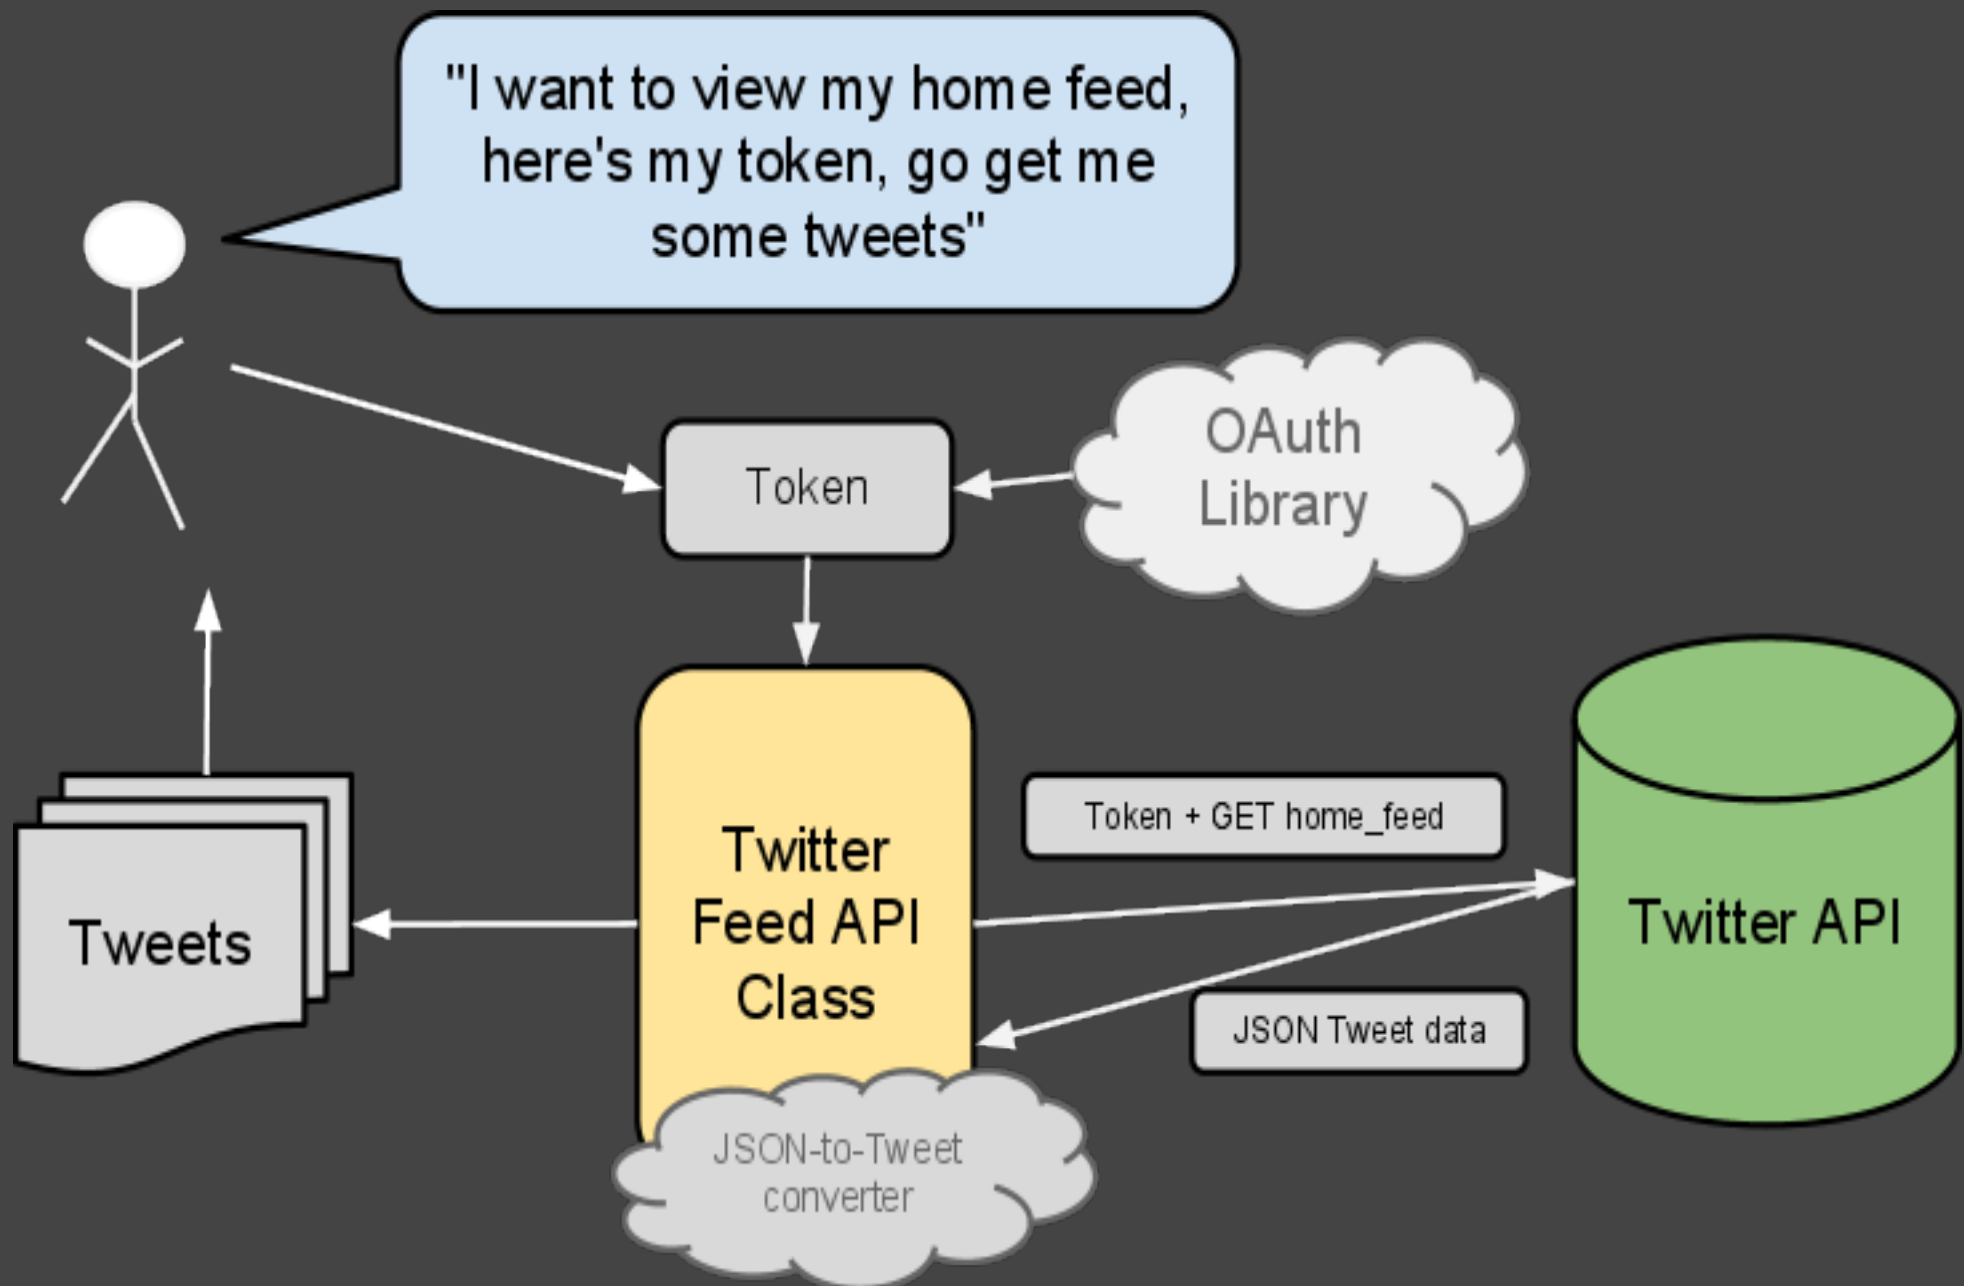 "I want to view my home feed,
here's my token, go get me
some tweets"
OAuth
Library
Token
Token + GET home_feed
Twitter
Feed API
Class
Twitter API
Tweets
JSON Tweet data
JSON-to-Tweet
converter